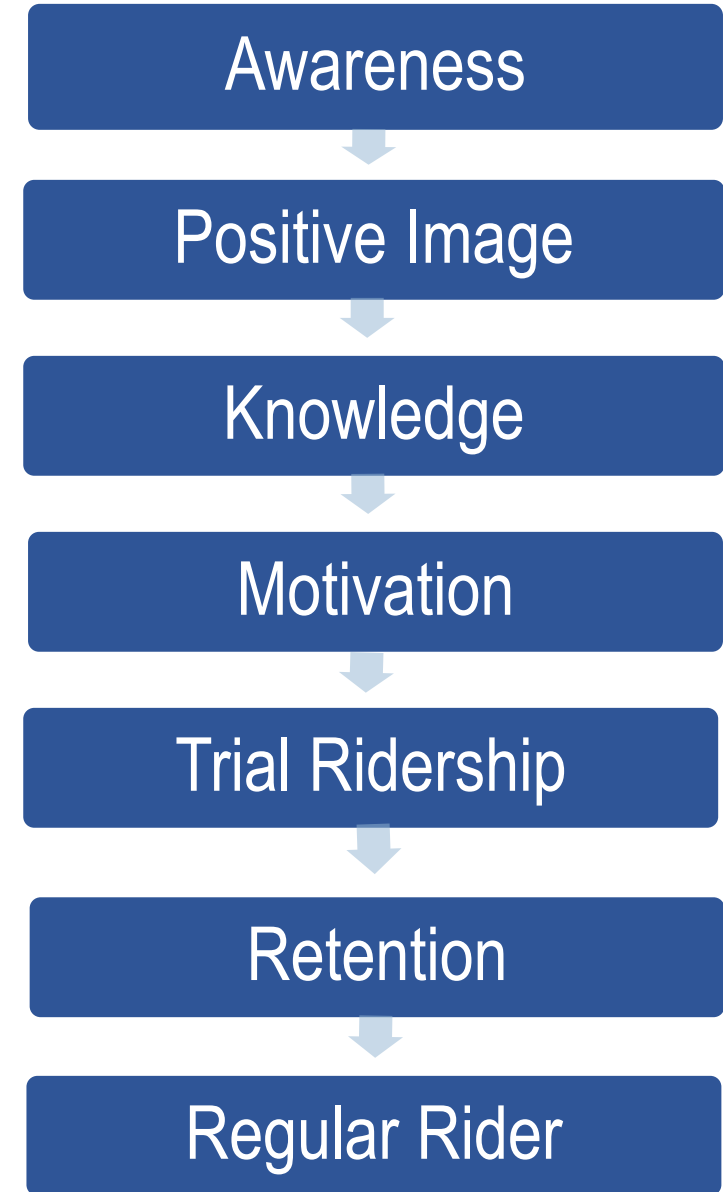 Awareness
Positive Image
Knowledge
Motivation
Trial Ridership
Retention
Regular Rider